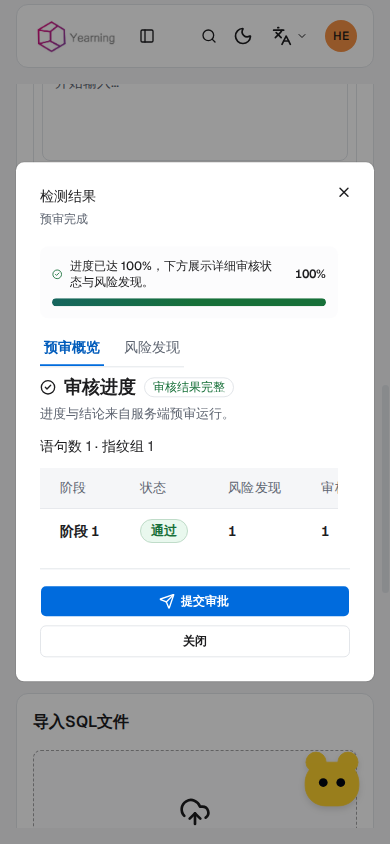 Yearning
HE
开始输入...
检测结果
预审完成
进度已达 100%，下方展示详细审核状
态与风险发现。
100%
预审概览
风险发现
审核进度
审核结果完整
进度与结论来自服务端预审运行。
语句数 1 · 指纹组 1
阶段 状态 风险发现
阶段 1 通过 1 1
提交审批
关闭
导入SQL文件